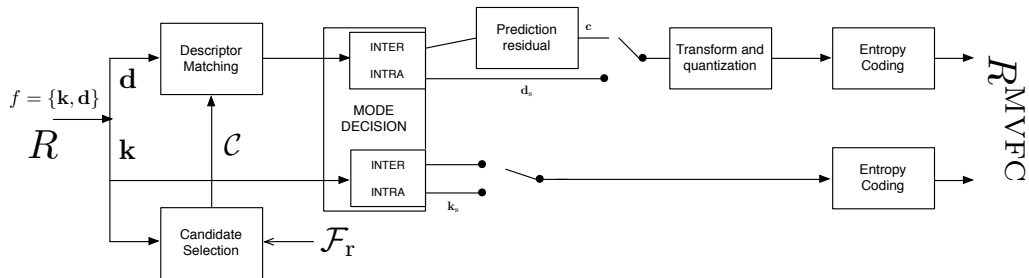 f = {k, d}
R
d
k
Descriptor
Matching
C
Candidate
Selection
F_r
INTER
INTRA
MODE
DECISION
INTER
INTRA
Prediction
residual
c
d_s
k_s
Transform and
quantization
Entropy
Coding
Entropy
Coding
R^MVFC